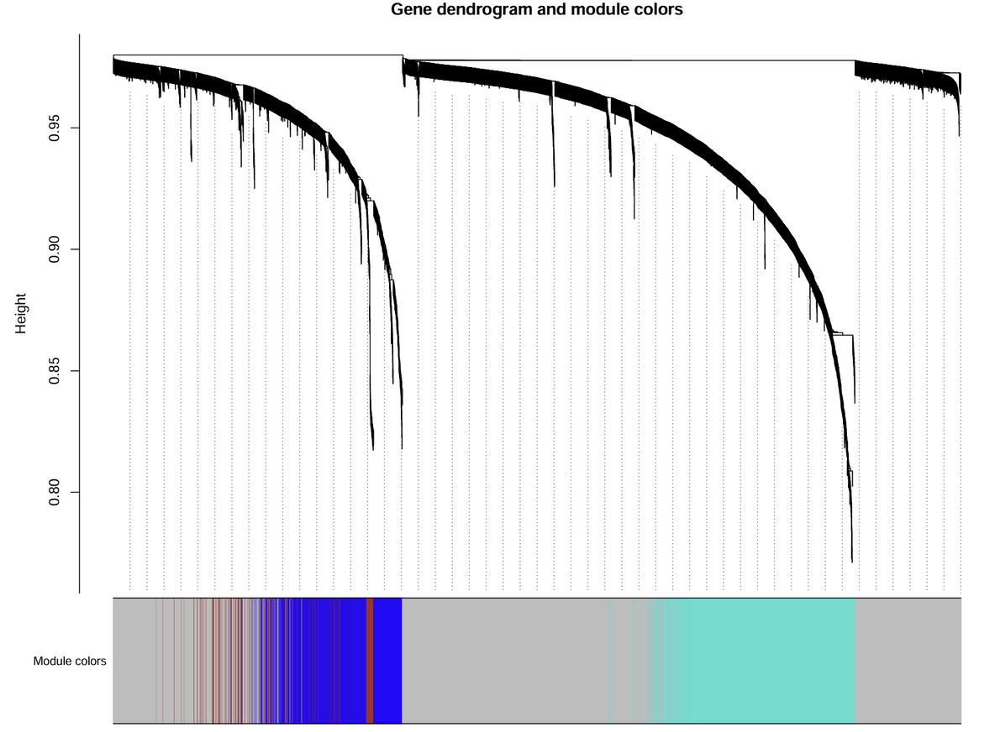 Gene dendrogram and module colors
Height
0.95
0.90
0.85
0.80
Module colors